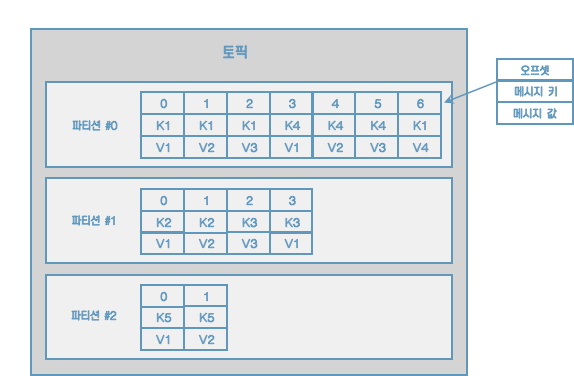 토픽
오프셋
메시지 키
메시지 값
파티션 #0
0 1 2 3 4 5 6
K1 K1 K1 K4 K4 K4 K1
V1 V2 V3 V1 V2 V3 V4
파티션 #1
0 1 2 3
K2 K2 K3 K3
V1 V2 V3 V1
파티션 #2
0 1
K5 K5
V1 V2